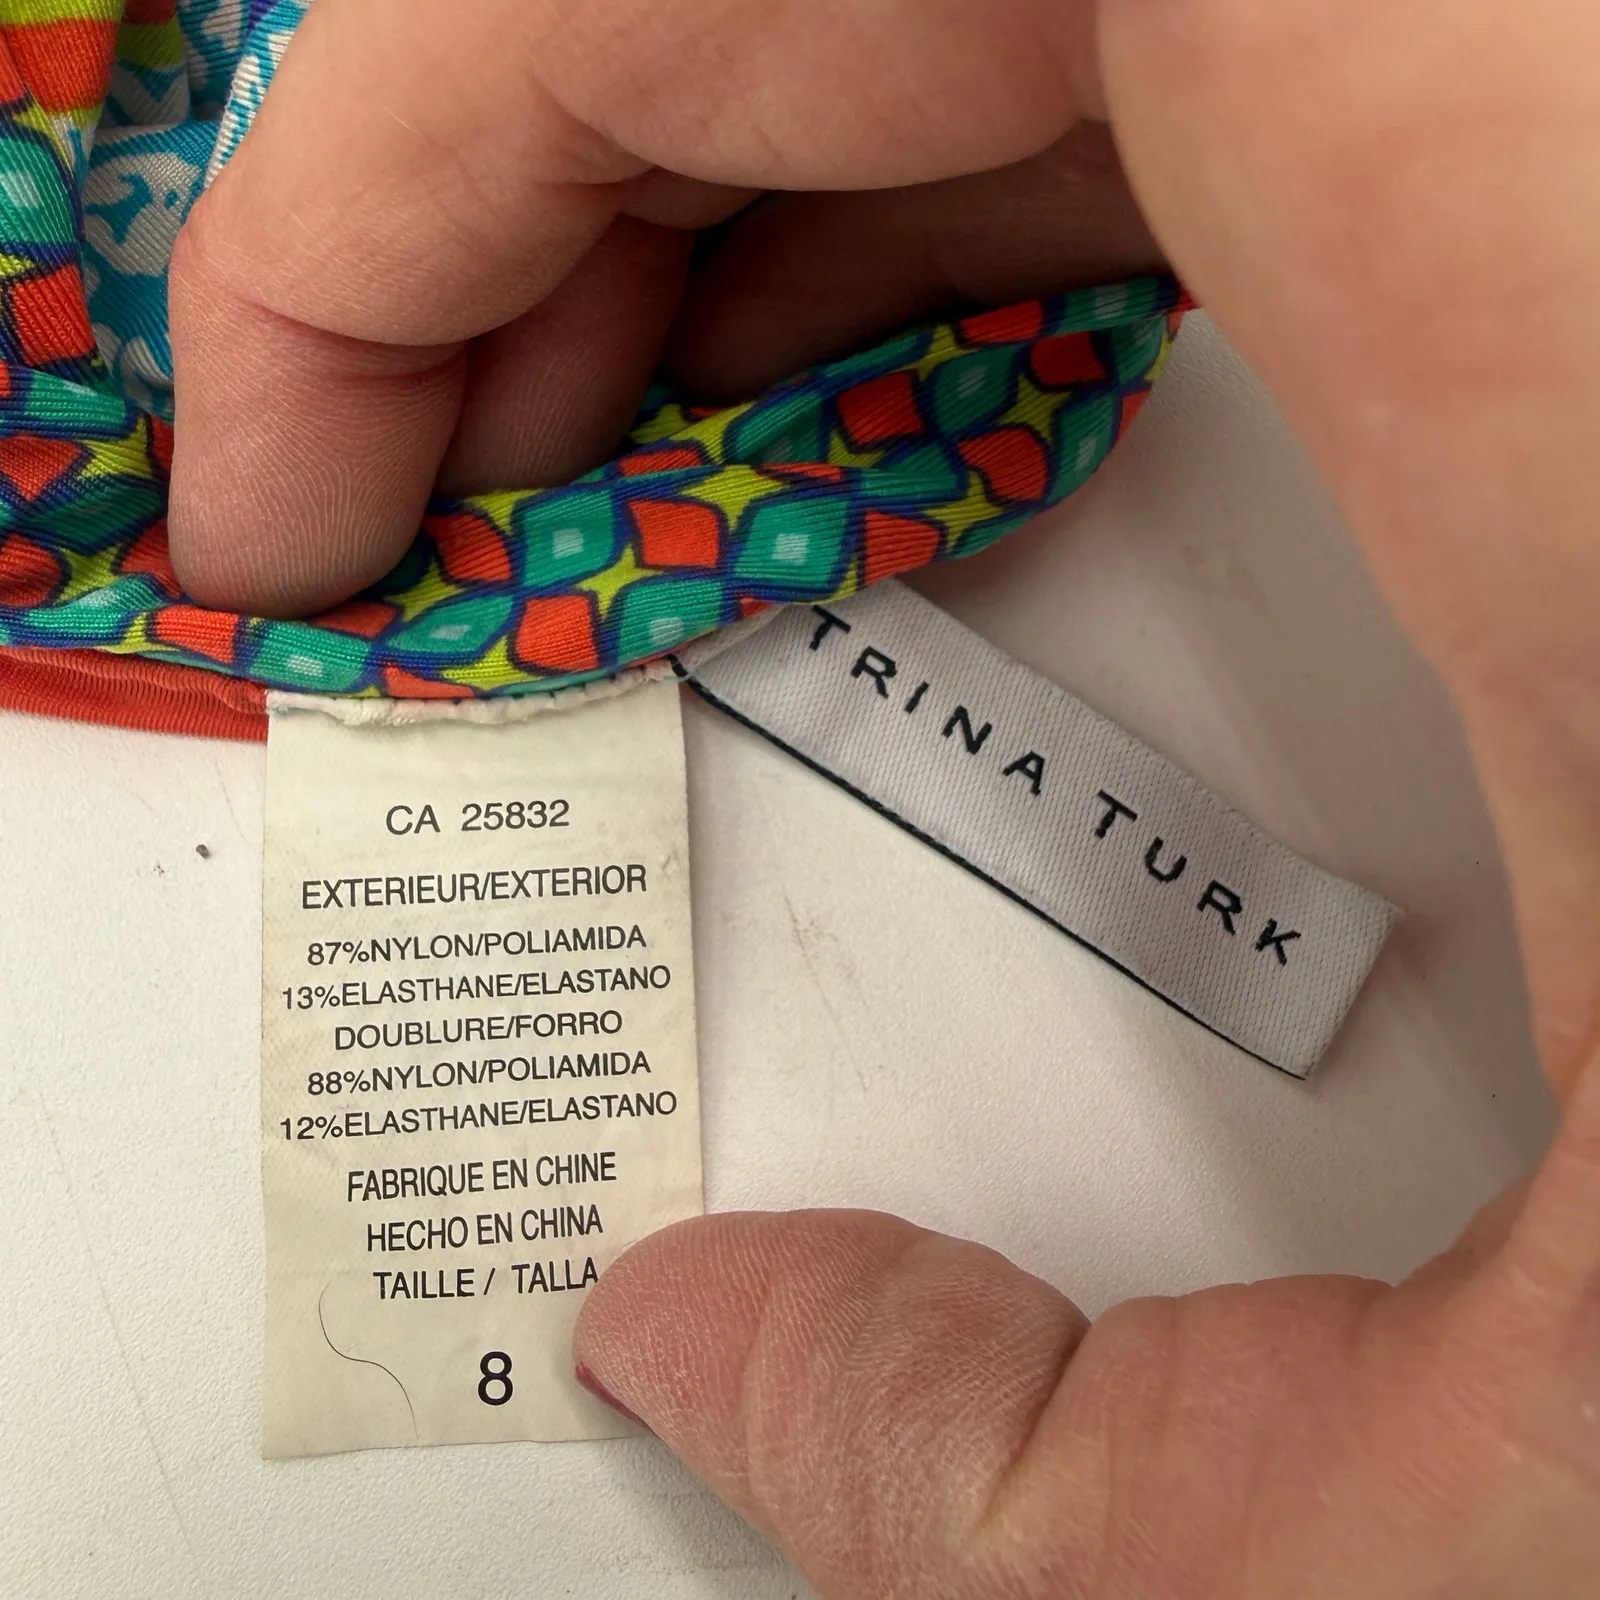 TRINA TURK
CA 25832
EXTERIEUR/EXTERIOR
87%NYLON/POLIAMIDA
13%ELASTHANE/ELASTANO
DOUBLURE/FORRO
88%NYLON/POLIAMIDA
12%ELASTHANE/ELASTANO
FABRIQUE EN CHINE
HECHO EN CHINA
TAILLE / TALLA
8